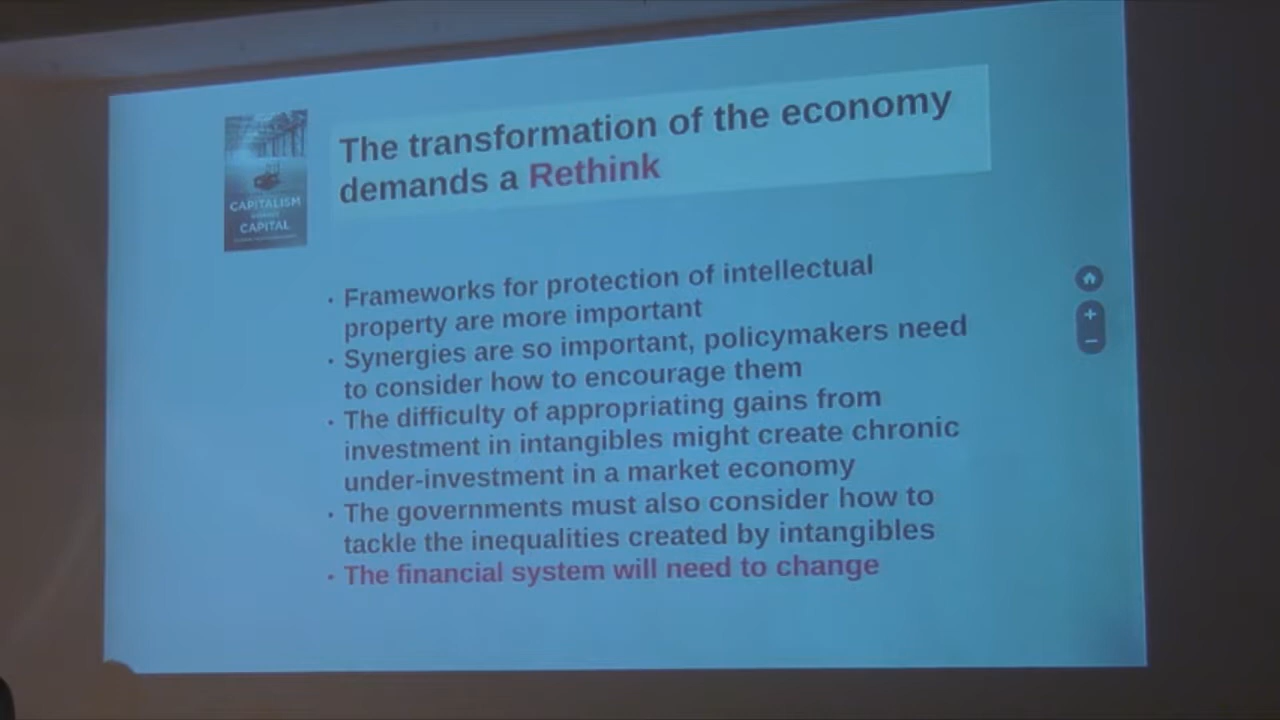 The transformation of the economy
demands a Rethink
CAPITALISM
CAPITAL
· Frameworks for protection of intellectual
property are more important
· Synergies are so important, policymakers need
to consider how to encourage them
· The difficulty of appropriating gains from
investment in intangibles might create chronic
under-investment in a market economy
· The governments must also consider how to
tackle the inequalities created by intangibles
· The financial system will need to change
+
−